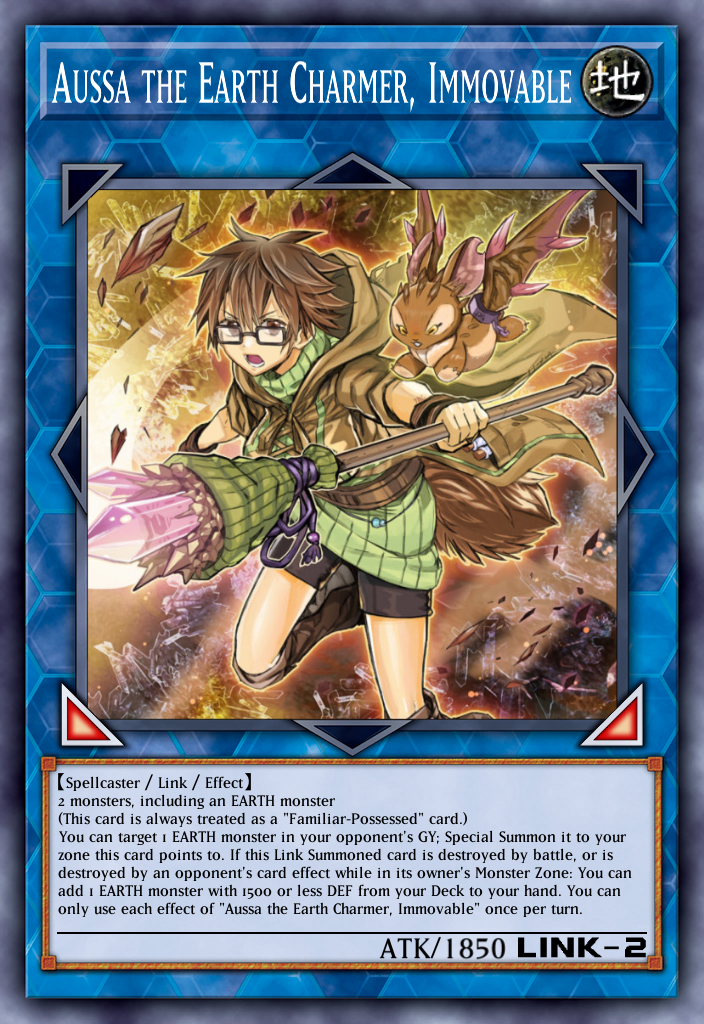 Aussa the Earth Charmer, Immovable
地
【Spellcaster / Link / Effect】
2 monsters, including an EARTH monster
(This card is always treated as a "Familiar-Possessed" card.)
You can target 1 EARTH monster in your opponent's GY; Special Summon it to your
zone this card points to. If this Link Summoned card is destroyed by battle, or is
destroyed by an opponent's card effect while in its owner's Monster Zone: You can
add 1 EARTH monster with 1500 or less DEF from your Deck to your hand. You can
only use each effect of "Aussa the Earth Charmer, Immovable" once per turn.
ATK/1850 LINK-2